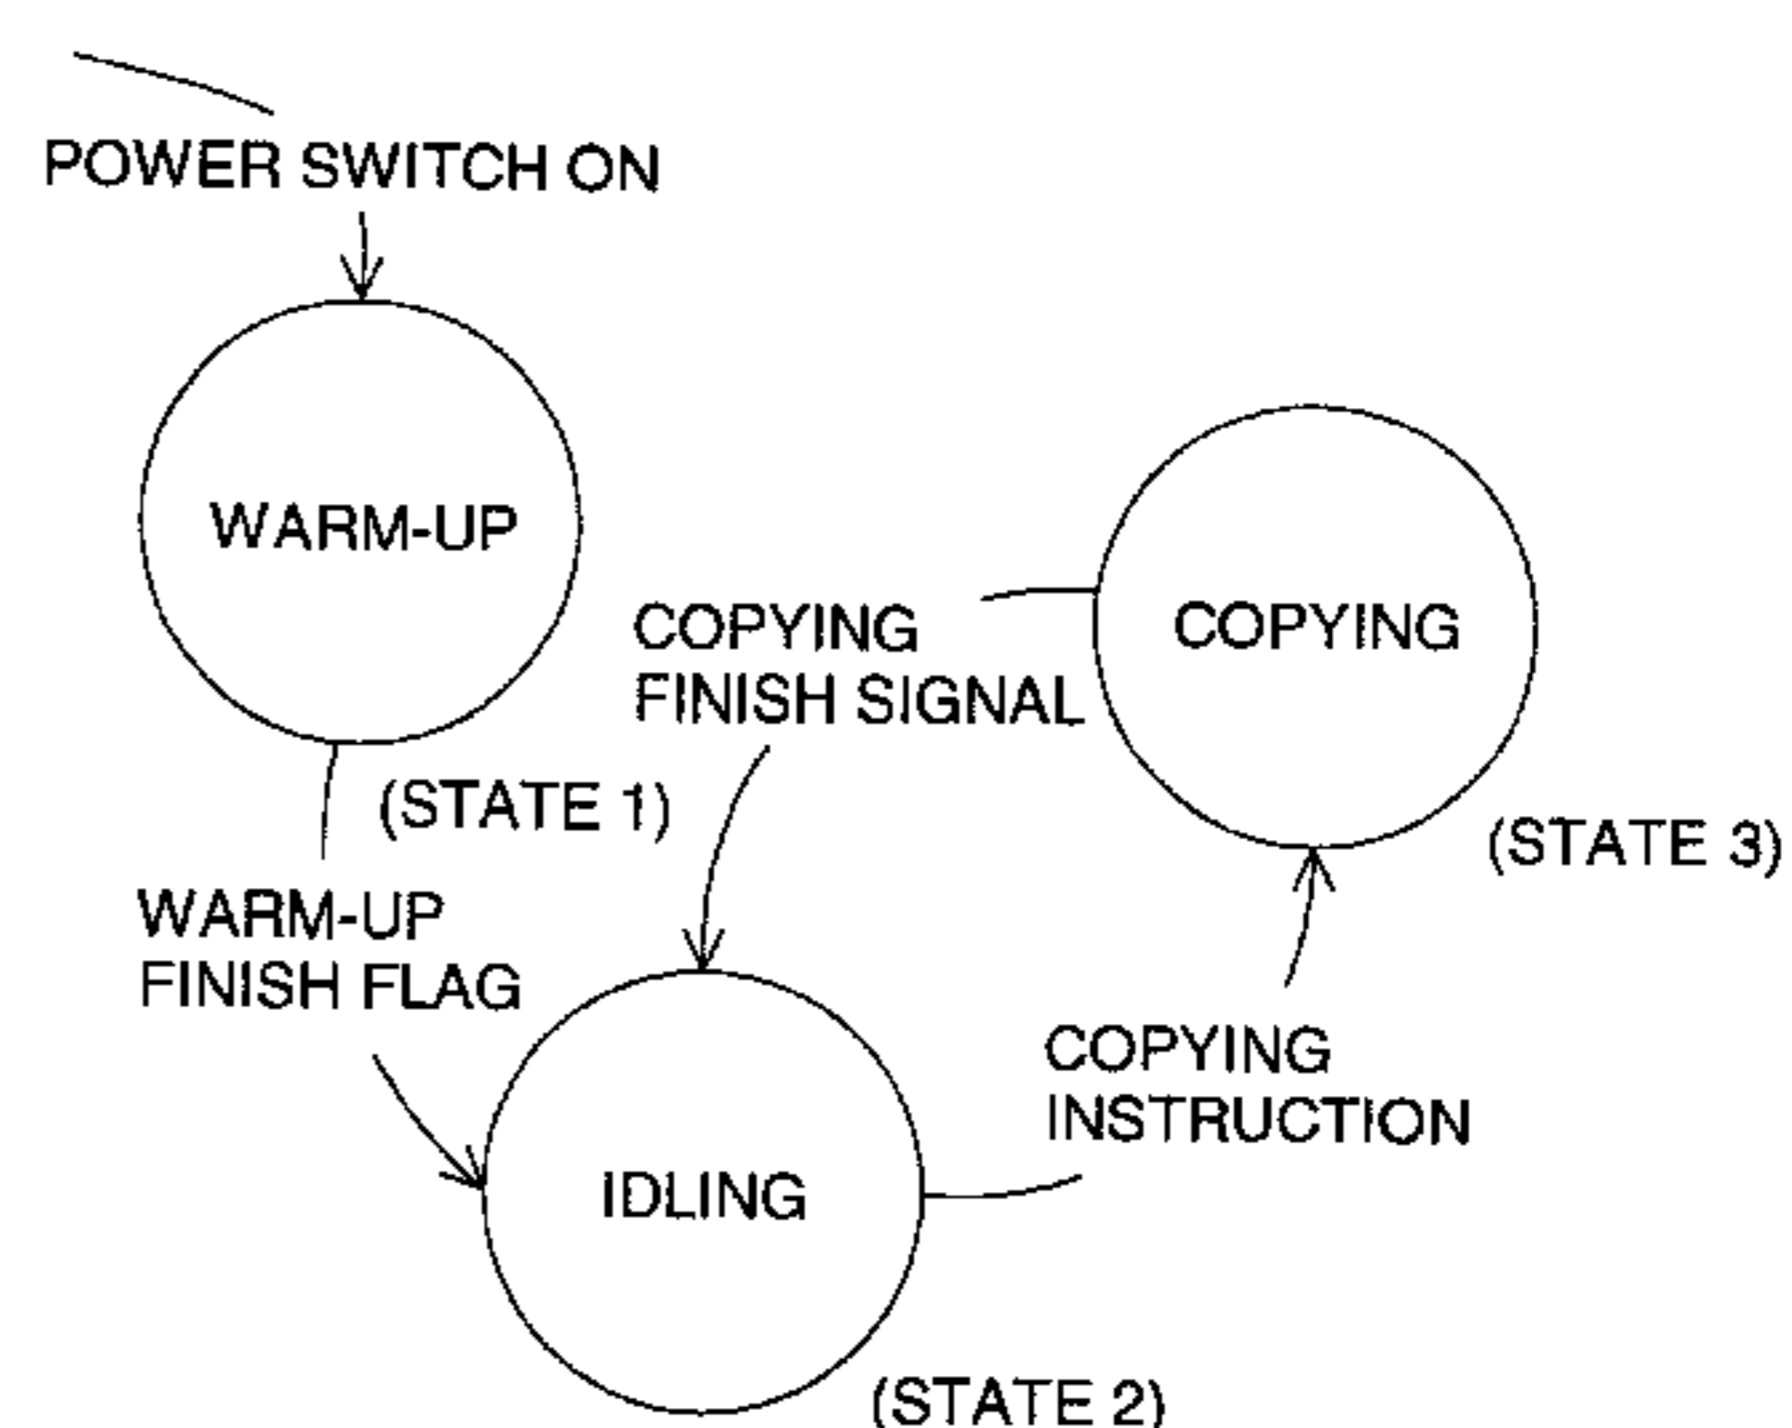 POWER SWITCH ON
WARM-UP
(STATE 1)
COPYING
FINISH SIGNAL
COPYING
(STATE 3)
WARM-UP
FINISH FLAG
COPYING
INSTRUCTION
IDLING
(STATE 2)